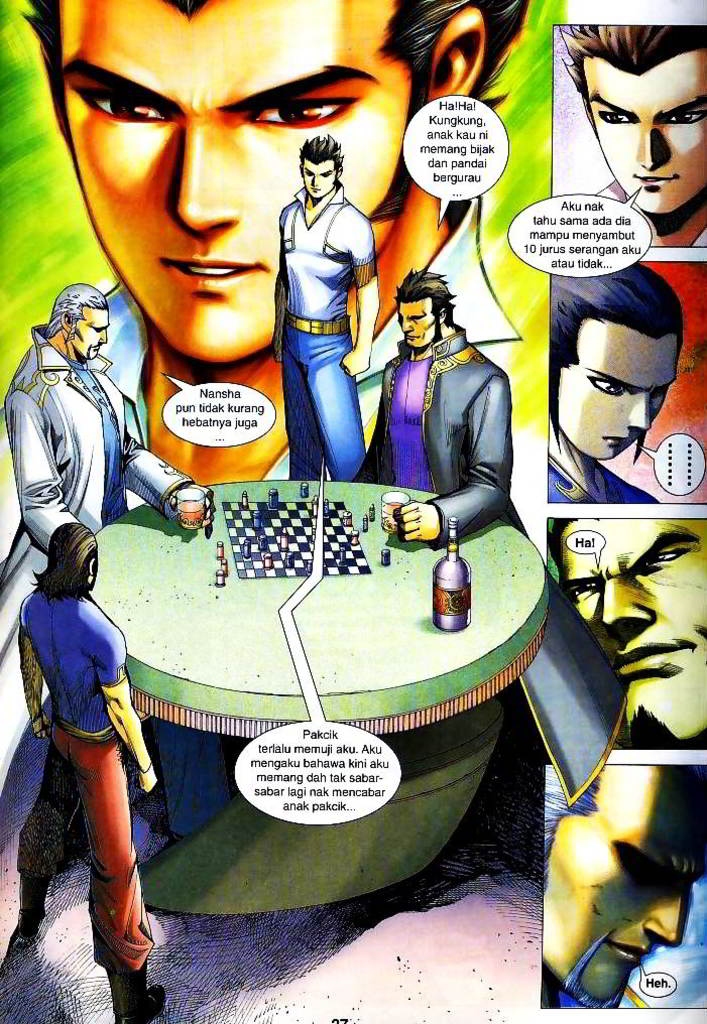 Ha!Ha!
Kungkung,
anak kau ni
memang bijak
dan pandai
bergurau
...
Nansha
pun tidak kurang
hebatnya juga
...
Pakcik
terlalu memuji aku. Aku
mengaku bahawa kini aku
memang dah tak sabar-
sabar lagi nak mencabar
anak pakcik...
Aku nak
tahu sama ada dia
mampu menyambut
10 jurus serangan aku
atau tidak...
Ha!
Heh.
27